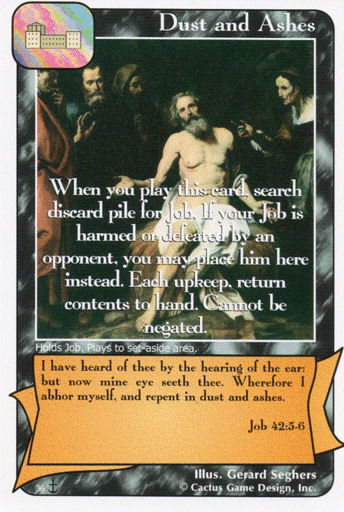 Dust and Ashes
When you play this card, search
discard pile for Job. If your Job is
harmed or defeated by an
opponent, you may place him here
instead. Each upkeep, return
contents to hand. Cannot be
negated.
Holds Job. Plays to set-aside area.
I have heard of thee by the hearing of the ear:
but now mine eye seeth thee. Wherefore I
abhor myself, and repent in dust and ashes.
Job 42:5-6
Illus. Gerard Seghers
36 © Cactus Game Design, Inc.